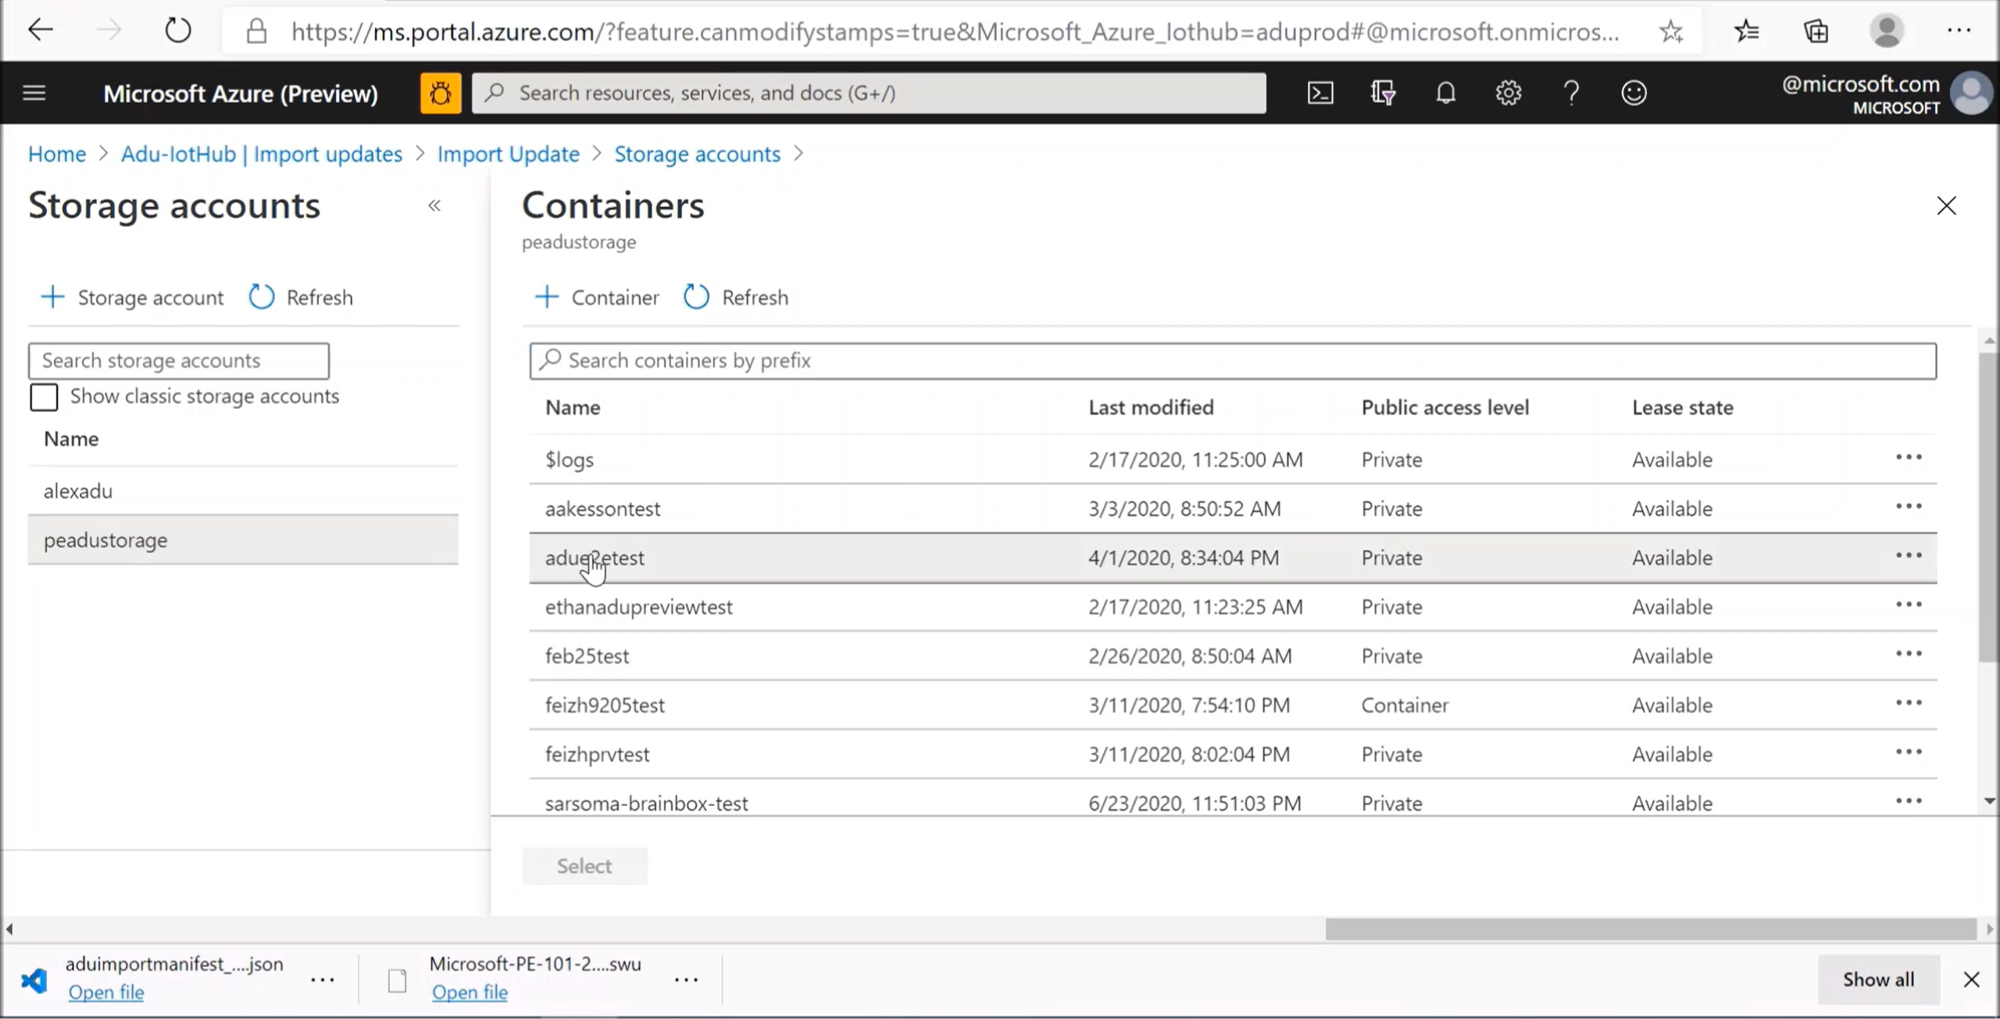 https://ms.portal.azure.com/?feature.canmodifystamps=true&Microsoft_Azure_Iothub=aduprod#@microsoft.onmicros...
Microsoft Azure (Preview)
Search resources, services, and docs (G+/)
@microsoft.com
MICROSOFT
Home > Adu-IotHub | Import updates > Import Update > Storage accounts >
Storage accounts «
Containers
peadustorage
+ Storage account Refresh
+ Container Refresh
Search storage accounts
Search containers by prefix
Show classic storage accounts
Name
alexadu
peadustorage
Name Last modified Public access level Lease state
$logs 2/17/2020, 11:25:00 AM Private Available ...
aakessontest 3/3/2020, 8:50:52 AM Private Available ...
adue2etest 4/1/2020, 8:34:04 PM Private Available ...
ethanadupreviewtest 2/17/2020, 11:23:25 AM Private Available ...
feb25test 2/26/2020, 8:50:04 AM Private Available ...
feizh9205test 3/11/2020, 7:54:10 PM Container Available ...
feizhprvtest 3/11/2020, 8:02:04 PM Private Available ...
sarsoma-brainbox-test 6/23/2020, 11:51:03 PM Private Available ...
Select
aduimportmanifest_....json ...
Open file
Microsoft-PE-101-2....swu ...
Open file
Show all